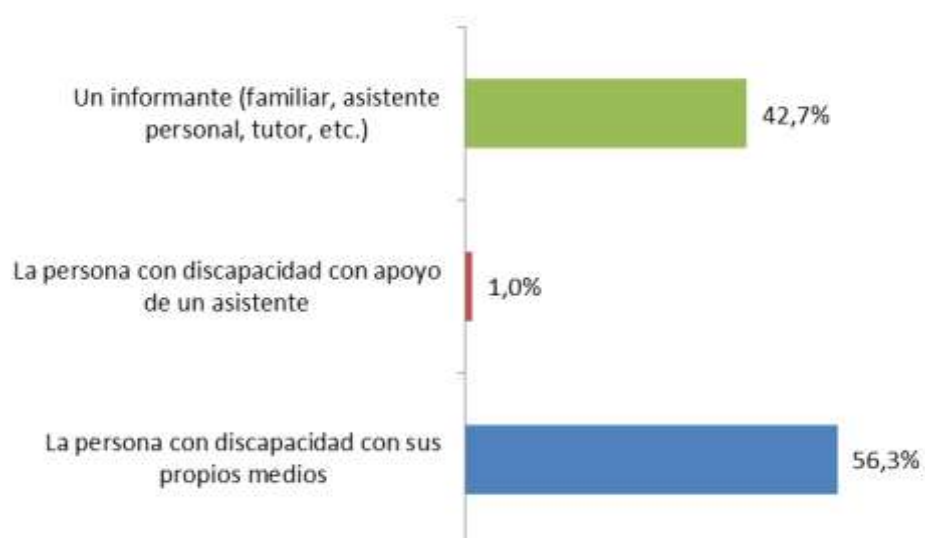 Un informante (familiar, asistente
personal, tutor, etc.)
42,7%
La persona con discapacidad con apoyo
de un asistente
1,0%
La persona con discapacidad con sus
propios medios
56,3%